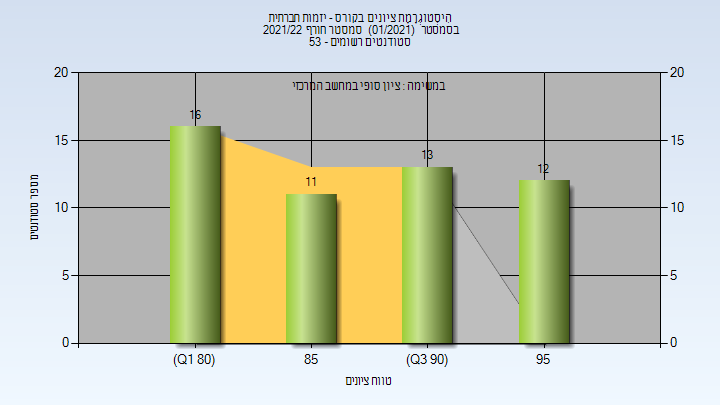 היסטוגרמת ציונים בקורס - יזמות חברתית
בסמסטר (01/2021) סמסטר חורף 2021/22
סטודנטים רשומים - 53
במשימה : ציון סופי במחשב המרכזי
20
15
10
5
0
20
15
10
5
0
מספר סטודנטים
16
11
13
12
(Q1 80)
85
(Q3 90)
95
טווח ציונים